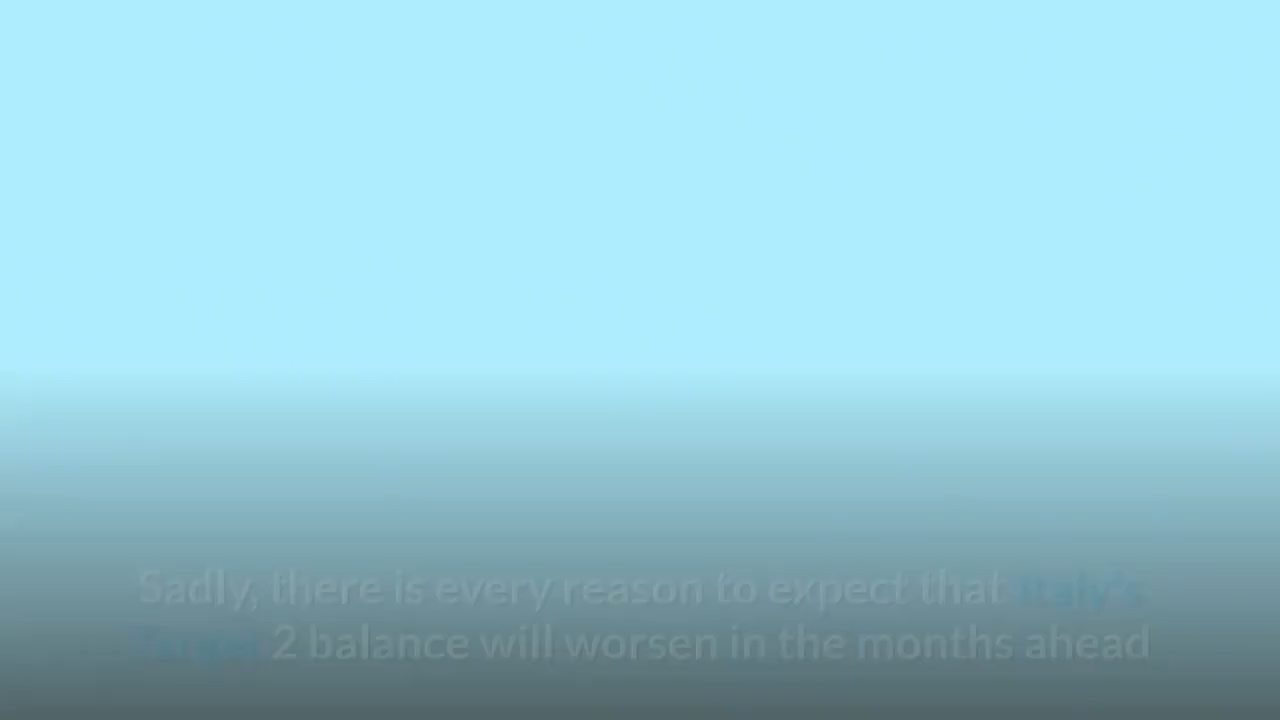 Sadly, there is every reason to expect that Italy's
Target 2 balance will worsen in the months ahead